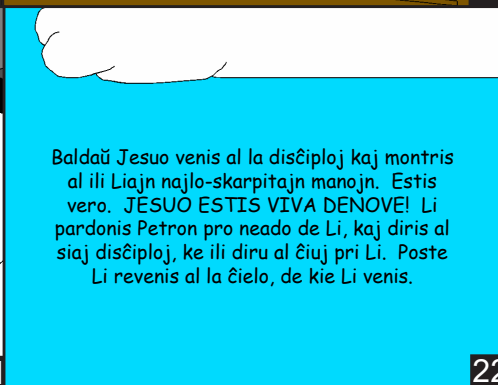 Baldaŭ Jesuo venis al la disĉiploj kaj montris
al ili Liajn najlo-skarpitajn manojn. Estis
vero. JESUO ESTIS VIVA DENOVE! Li
pardonis Petron pro neado de Li, kaj diris al
siaj disĉiploj, ke ili diru al ĉiuj pri Li. Poste
Li revenis al la ĉielo, de kie Li venis.
22